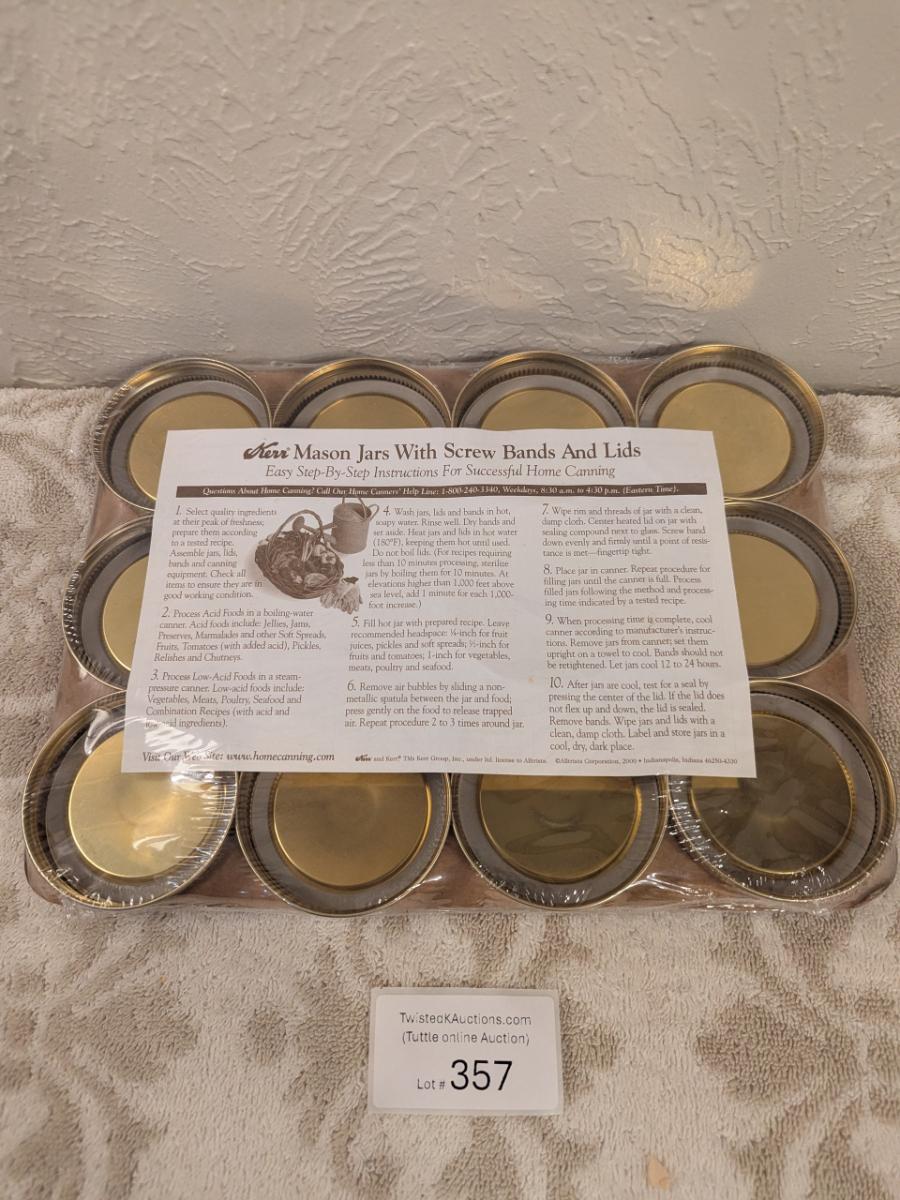 Kerr® Mason Jars With Screw Bands And Lids
Easy Step-By-Step Instructions For Successful Home Canning
Questions About Home Canning? Call Our Home Canners' Help Line: 1-800-240-3340, Weekdays, 8:30 a.m. to 4:30 p.m. (Eastern Time).
1. Select quality ingredients
at their peak of freshness;
prepare them according
to a tested recipe.
Assemble jars, lids,
bands and canning
equipment. Check all
items to ensure they are in
good working condition.
2. Process Acid Foods in a boiling-water
canner. Acid foods include: Jellies, Jams,
Preserves, Marmalades and other Soft Spreads,
Fruits, Tomatoes (with added acid), Pickles,
Relishes and Chutneys.
3. Process Low-Acid Foods in a steam-
pressure canner. Low-acid foods include:
Vegetables, Meats, Poultry, Seafood and
Combination Recipes (with acid and
low-acid ingredients).
4. Wash jars, lids and bands in hot,
soapy water. Rinse well. Dry bands and
set aside. Heat jars and lids in hot water
(180°F), keeping them hot until used.
Do not boil lids. (For recipes requiring
less than 10 minutes processing, sterilize
jars by boiling them for 10 minutes. At
elevations higher than 1,000 feet above
sea level, add 1 minute for each 1,000-
foot increase.)
5. Fill hot jar with prepared recipe. Leave
recommended headspace: ¼-inch for fruit
juices, pickles and soft spreads; ½-inch for
fruits and tomatoes; 1-inch for vegetables,
meats, poultry and seafood.
6. Remove air bubbles by sliding a non-
metallic spatula between the jar and food;
press gently on the food to release trapped
air. Repeat procedure 2 to 3 times around jar.
7. Wipe rim and threads of jar with a clean,
damp cloth. Center heated lid on jar with
sealing compound next to glass. Screw band
down evenly and firmly until a point of resis-
tance is met—fingertip tight.
8. Place jar in canner. Repeat procedure for
filling jars until the canner is full. Process
filled jars following the method and process-
ing time indicated by a tested recipe.
9. When processing time is complete, cool
canner according to manufacturer's instruc-
tions. Remove jars from canner; set them
upright on a towel to cool. Bands should not
be retightened. Let jars cool 12 to 24 hours.
10. After jars are cool, test for a seal by
pressing the center of the lid. If the lid does
not flex up and down, the lid is sealed.
Remove bands. Wipe jars and lids with a
clean, damp cloth. Label and store jars in a
cool, dry, dark place.
Visit Our Web Site: www.homecanning.com
Kerr and Kerr® This Kerr Group, Inc., under ltd. license to Alltrista. ©Alltrista Corporation, 2000 • Indianapolis, Indiana 46250-4330
TwistedKAuctions.com
(Tuttle online Auction)
Lot # 357